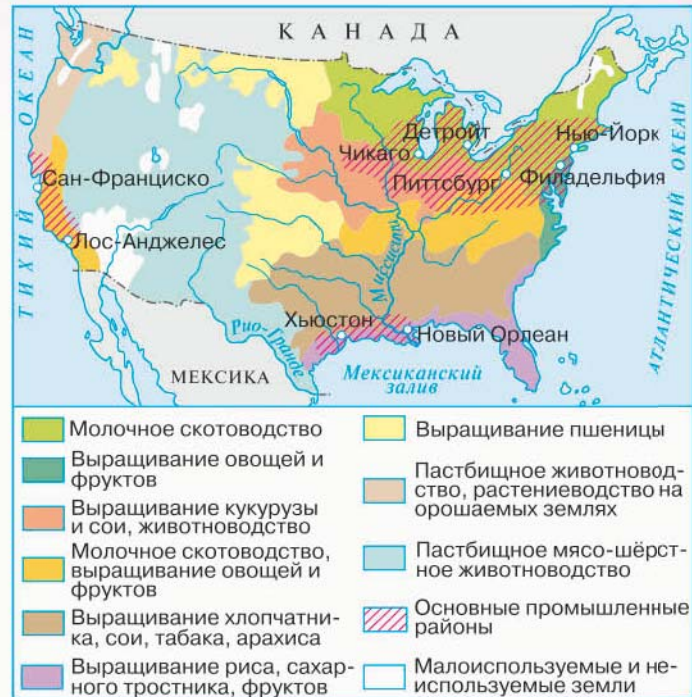 КАНАДА
ТИХИЙ ОКЕАН
Детройт
Нью-Йорк
Чикаго
Сан-Франциско
Питтсбург
Филадельфия
Лос-Анджелес
Миссисипи
Хьюстон
Новый Орлеан
Рио-Гранде
МЕКСИКА
Мексиканский
залив
АТЛАНТИЧЕСКИЙ ОКЕАН
Молочное скотоводство
Выращивание овощей и
фруктов
Выращивание кукурузы
и сои, животноводство
Молочное скотоводство,
выращивание овощей и
фруктов
Выращивание хлопчатни-
ка, сои, табака, арахиса
Выращивание риса, сахар-
ного тростника, фруктов
Выращивание пшеницы
Пастбищное животновод-
ство, растениеводство на
орошаемых землях
Пастбищное мясо-шёрст-
ное животноводство
Основные промышленные
районы
Малоиспользуемые и не-
используемые земли